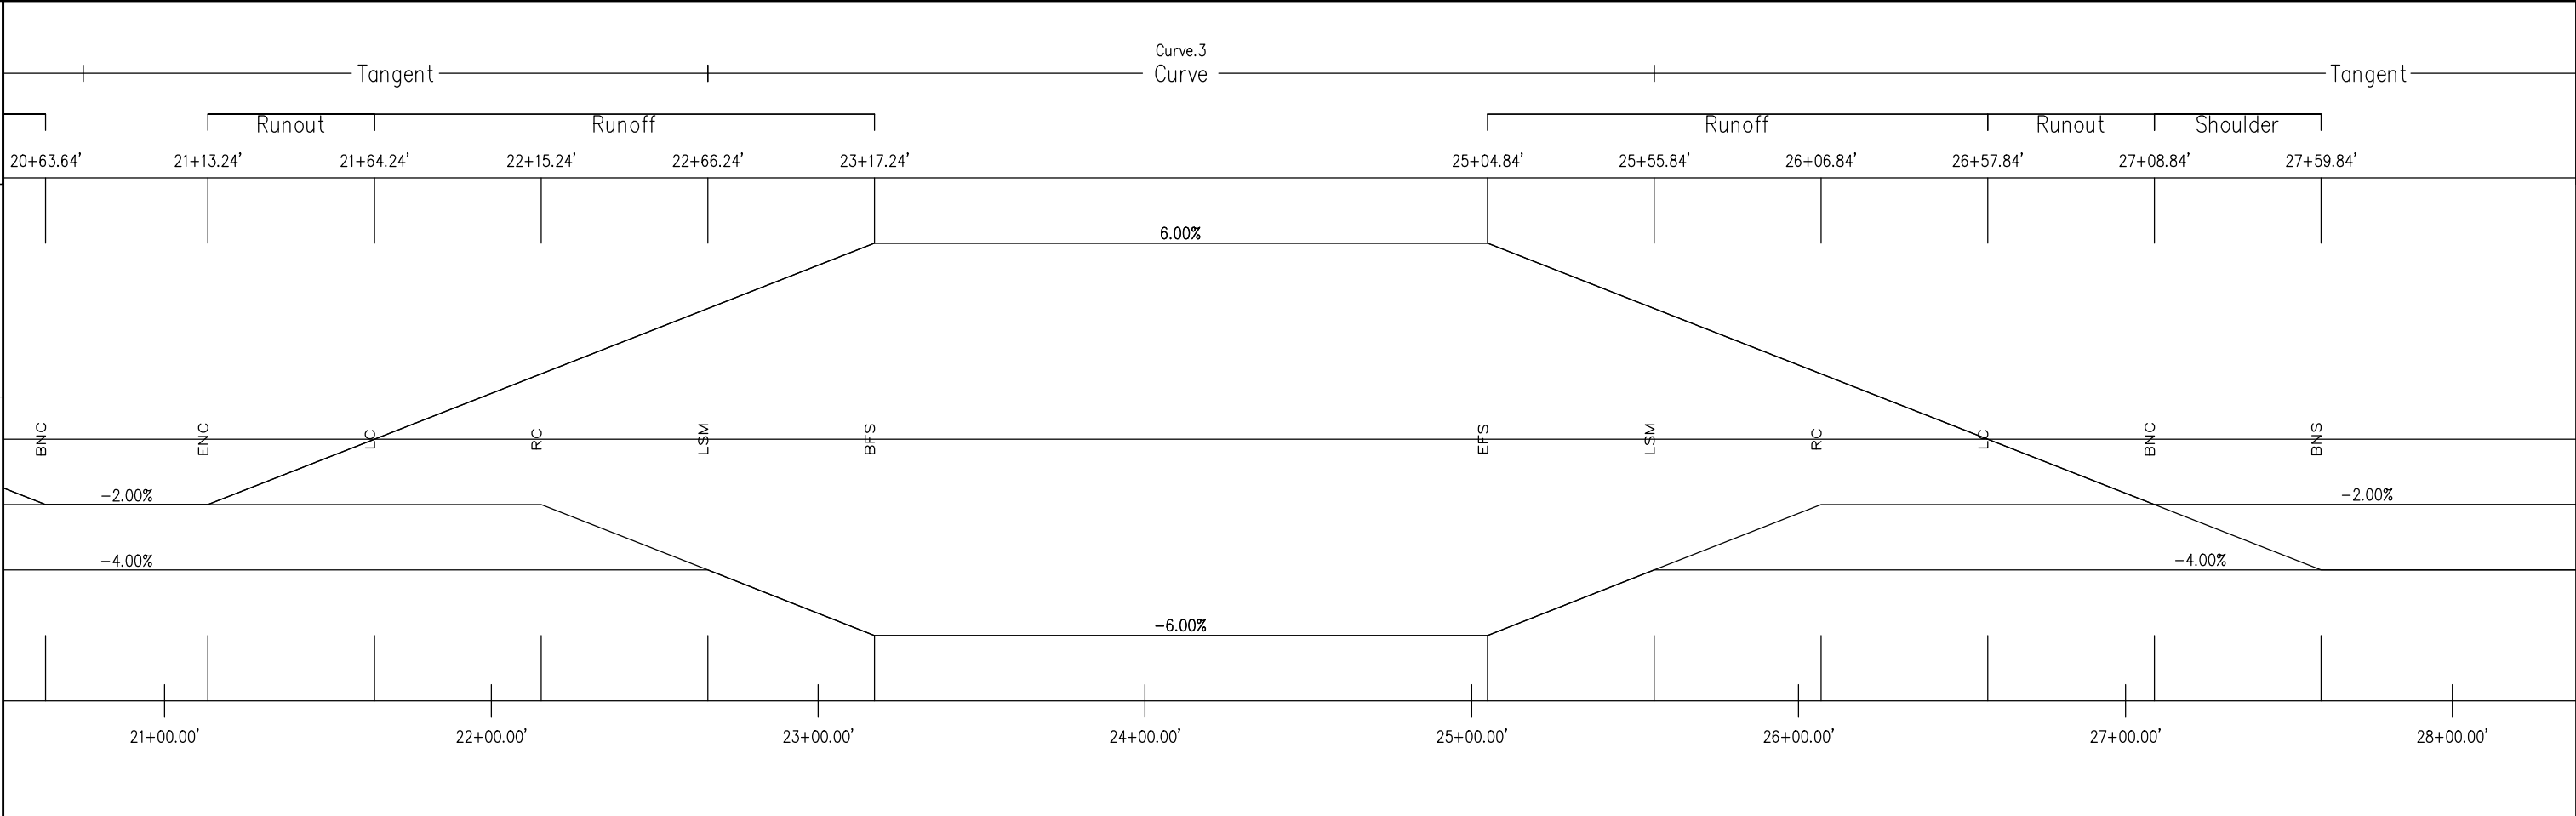 Curve.3
Tangent Curve Tangent
Runout Runoff Runoff Runout Shoulder
20+63.64' 21+13.24' 21+64.24' 22+15.24' 22+66.24' 23+17.24' 25+04.84' 25+55.84' 26+06.84' 26+57.84' 27+08.84' 27+59.84'
6.00%
BNC ENC LC RC LSM BFS EFS LSM RC LC BNC BNS
-2.00% -2.00%
-4.00% -4.00%
-6.00%
21+00.00' 22+00.00' 23+00.00' 24+00.00' 25+00.00' 26+00.00' 27+00.00' 28+00.00'